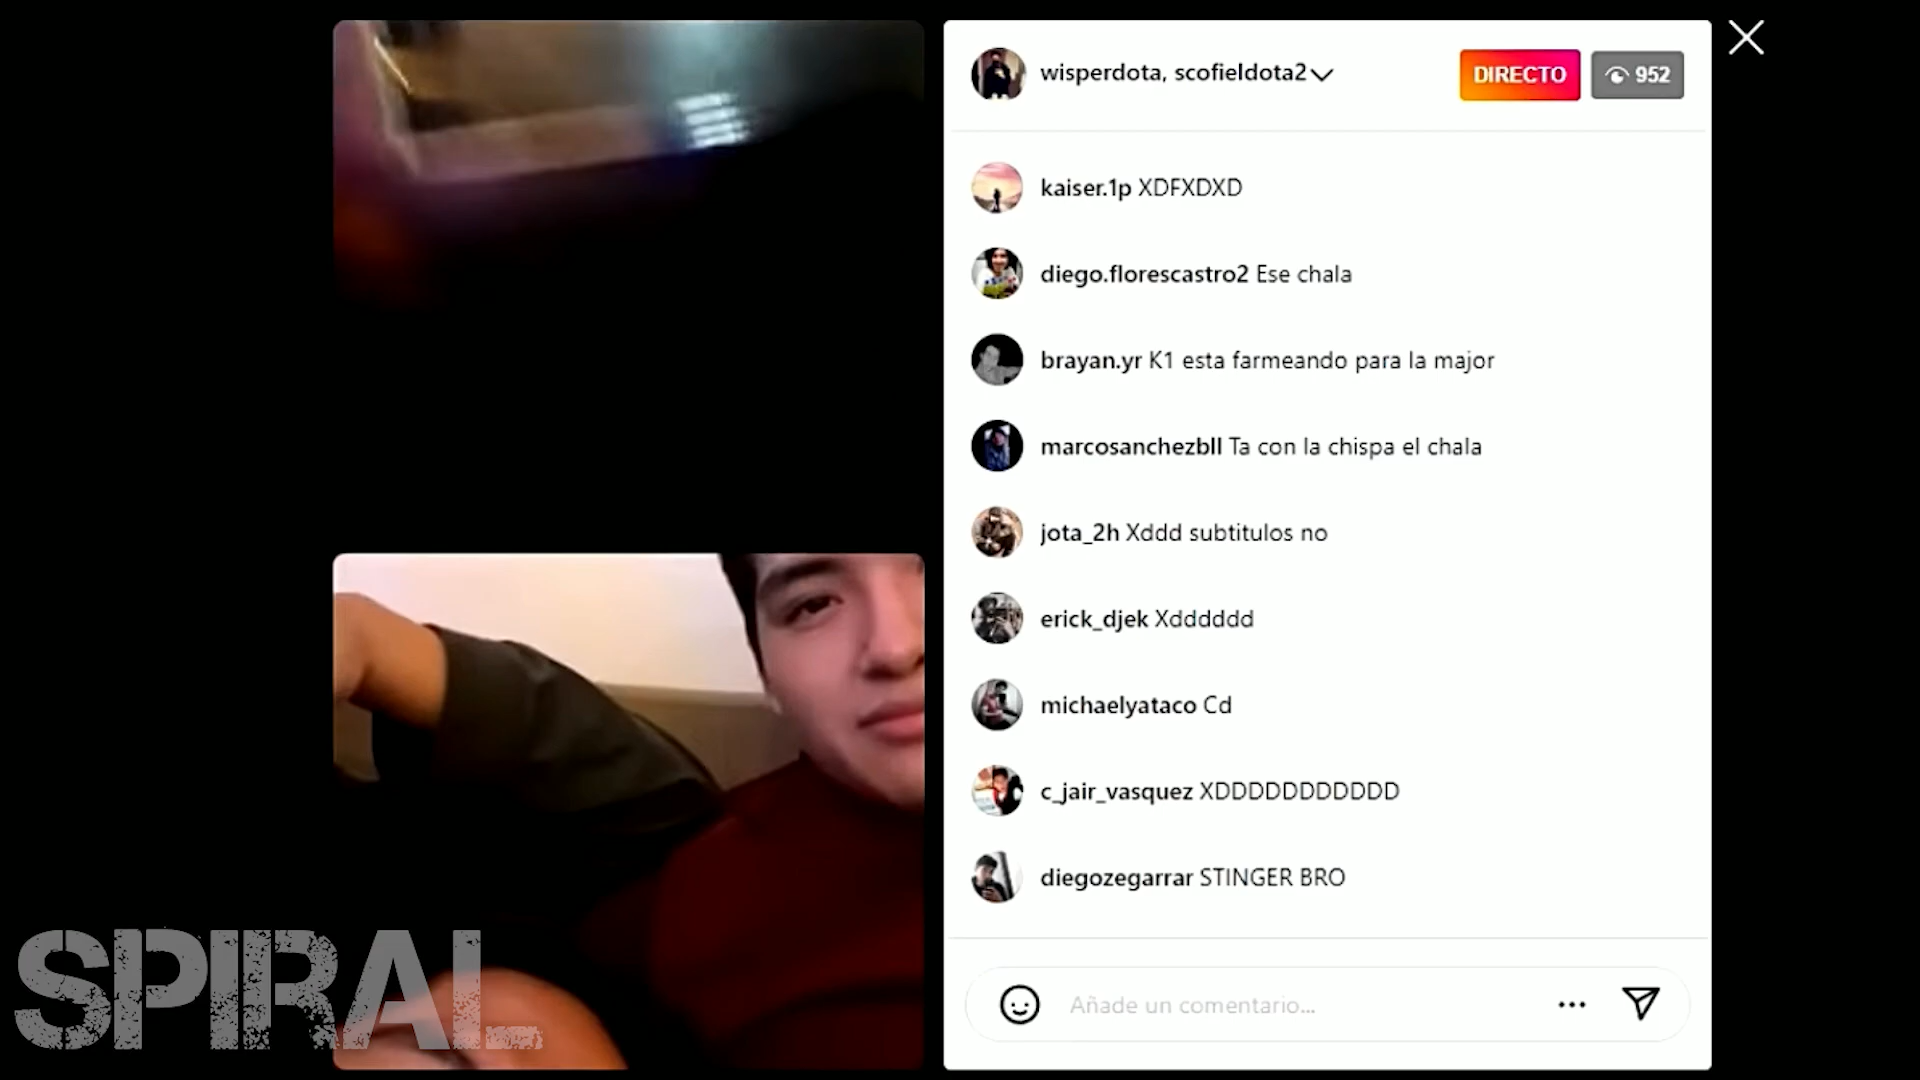 wisperdota, scofieldota2
DIRECTO
952
kaiser.1p XDFXDXD
diego.florescastro2 Ese chala
brayan.yr K1 esta farmeando para la major
marcosanchezbll Ta con la chispa el chala
jota_2h Xddd subtitulos no
erick_djek Xdddddd
michaelyataco Cd
c_jair_vasquez XDDDDDDDDDDD
diegozegarrar STINGER BRO
Añade un comentario...
SPIRAL